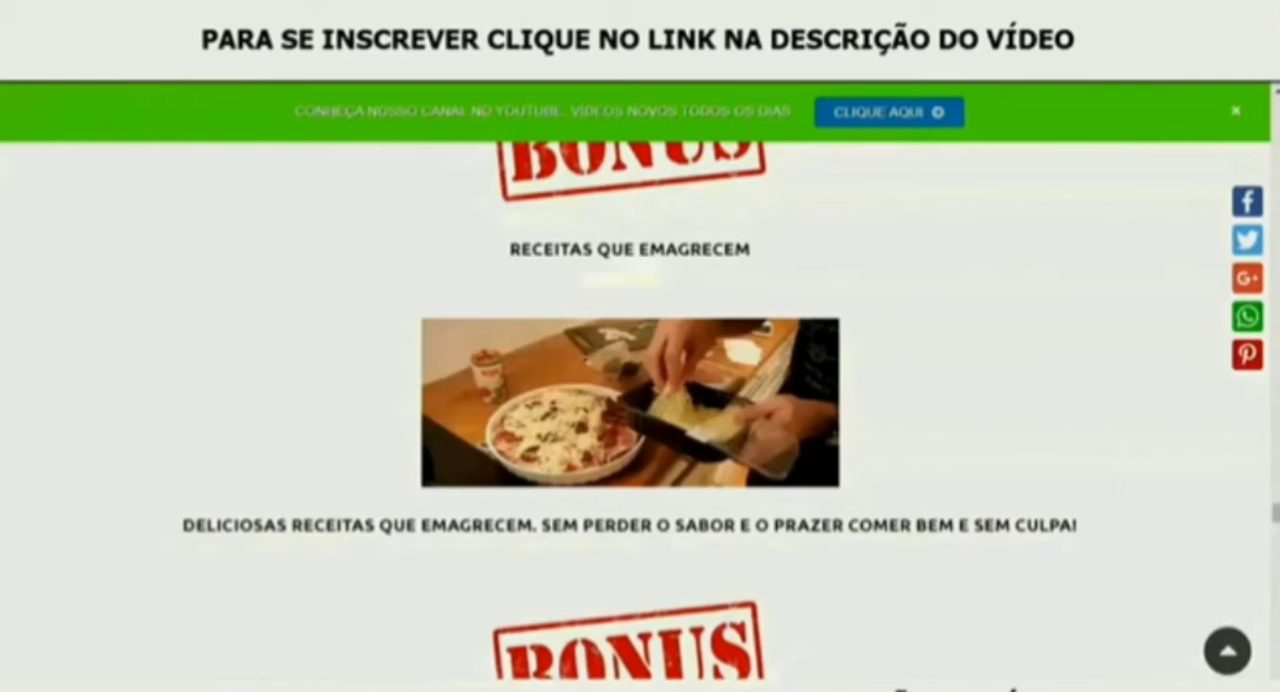 PARA SE INSCREVER CLIQUE NO LINK NA DESCRIÇÃO DO VÍDEO
CONHEÇA NOSSO CANAL NO YOUTUBE: VÍDEOS NOVOS TODOS OS DIAS
CLIQUE AQUI
BONUS
RECEITAS QUE EMAGRECEM
DELICIOSAS RECEITAS QUE EMAGRECEM. SEM PERDER O SABOR E O PRAZER COMER BEM E SEM CULPA!
BONUS